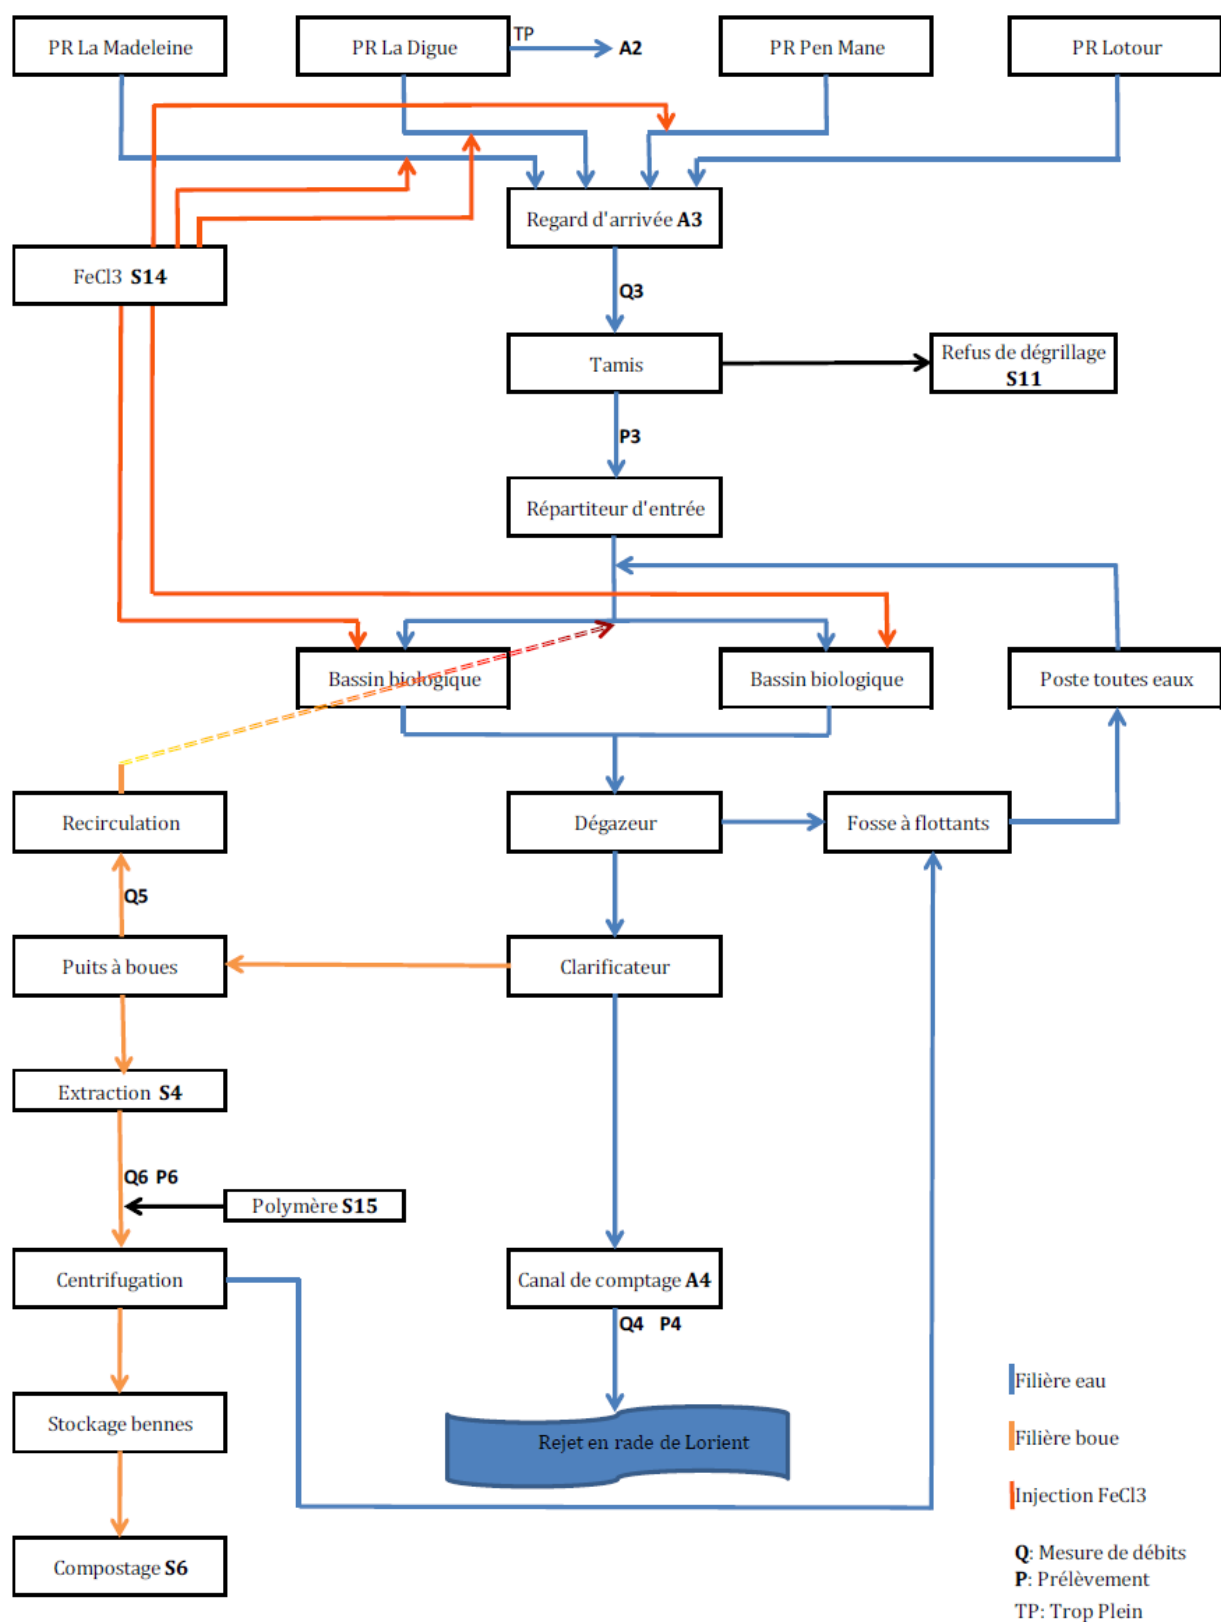 PR La Madeleine
PR La Digue
TP
A2
PR Pen Mane
PR Lotour
Regard d'arrivée A3
FeCl3 S14
Q3
Tamis
Refus de dégrillage
S11
P3
Répartiteur d'entrée
Bassin biologique
Bassin biologique
Poste toutes eaux
Recirculation
Dégazeur
Fosse à flottants
Q5
Puits à boues
Clarificateur
Extraction S4
Q6 P6
Polymère S15
Centrifugation
Canal de comptage A4
Q4 P4
Filière eau
Stockage bennes
Rejet en rade de Lorient
Filière boue
Injection FeCl3
Compostage S6
Q: Mesure de débits
P: Prélèvement
TP: Trop Plein